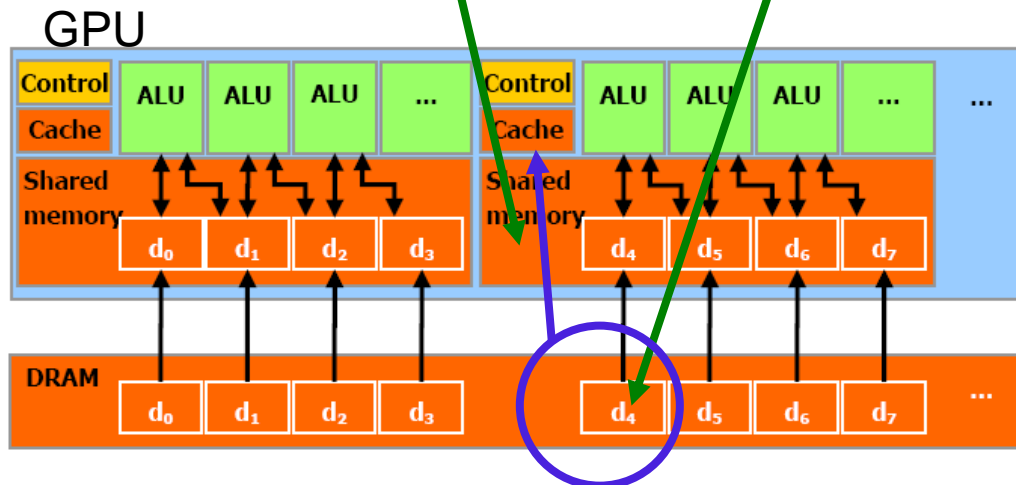 GPU
Control ALU ALU ALU ... Control ALU ALU ALU ... ...
Cache Cache
Shared memory Shared memory
d₀ d₁ d₂ d₃ d₄ d₅ d₆ d₇
DRAM
d₀ d₁ d₂ d₃ d₄ d₅ d₆ d₇ ...